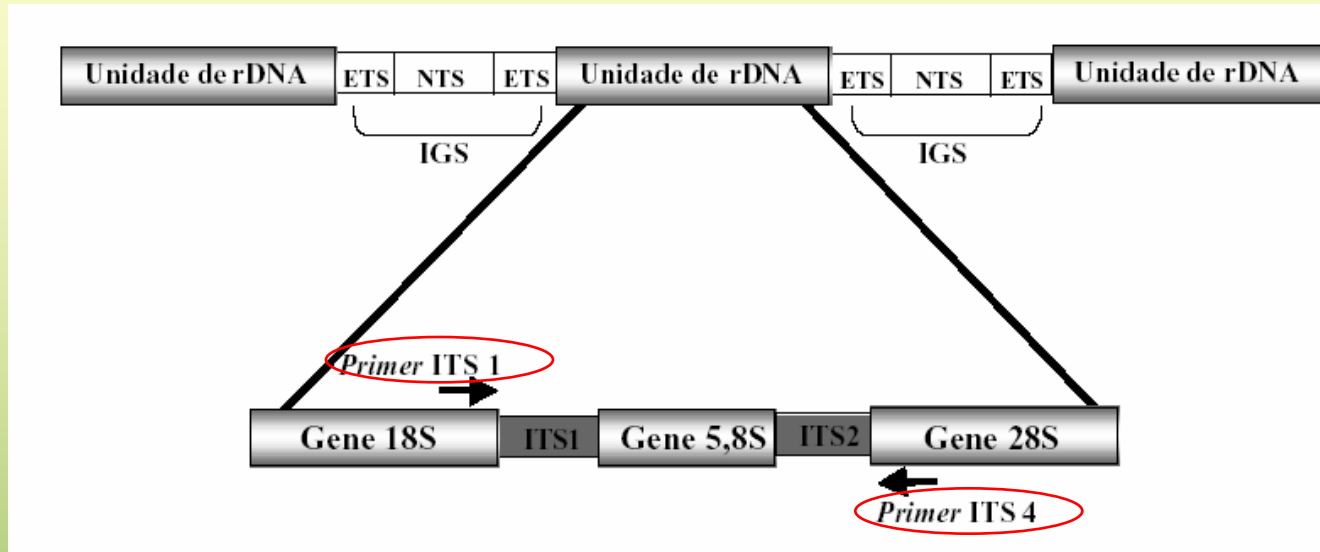 Unidade de rDNA ETS NTS ETS Unidade de rDNA ETS NTS ETS Unidade de rDNA
IGS IGS
Primer ITS 1
Gene 18S ITS1 Gene 5,8S ITS2 Gene 28S
Primer ITS 4